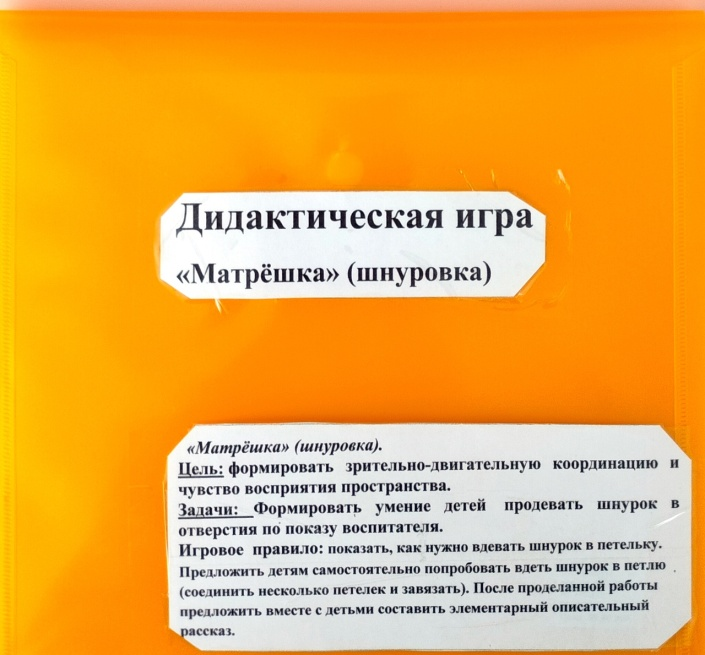 Дидактическая игра
«Матрёшка» (шнуровка)
«Матрёшка» (шнуровка).
Цель: формировать зрительно-двигательную координацию и
чувство восприятия пространства.
Задачи: Формировать умение детей продевать шнурок в
отверстия по показу воспитателя.
Игровое правило: показать, как нужно вдевать шнурок в петельку.
Предложить детям самостоятельно попробовать вдеть шнурок в петлю
(соединить несколько петелек и завязать). После проделанной работы
предложить вместе с детьми составить элементарный описательный
рассказ.